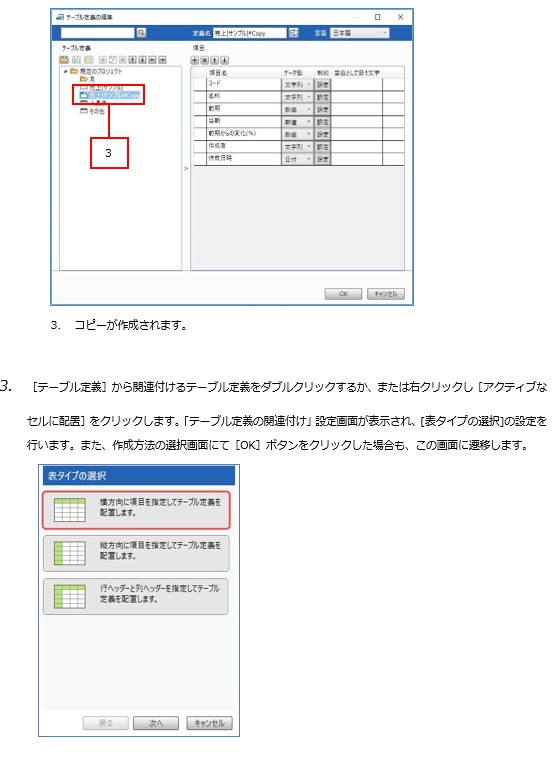 テーブル定義の編集
定義名 売上[サンプル]#Copy 言語 日本語
テーブル定義 項目
既定のプロジェクト
月
売上[サンプル]
売上[サンプル]#Copy
その他
項目名 データ型 制約 空白として扱う文字
コード 文字列 設定
名称 文字列 設定
前期 数値 設定
当期 数値 設定
前期からの変化(%) 数値 設定
作成者 文字列 設定
作成日時 日付 設定
3
>
OK キャンセル
3. コピーが作成されます。
3. ［テーブル定義］から関連付けるテーブル定義をダブルクリックするか、または右クリックし［アクティブな
セルに配置］をクリックします。「テーブル定義の関連付け」設定画面が表示され、[表タイプの選択]の設定を
行います。また、作成方法の選択画面にて［OK］ボタンをクリックした場合も、この画面に遷移します。
表タイプの選択
横方向に項目を指定してテーブル定義を
配置します。
縦方向に項目を指定してテーブル定義を
配置します。
行ヘッダーと列ヘッダーを指定してテーブル
定義を配置します。
戻る 次へ キャンセル